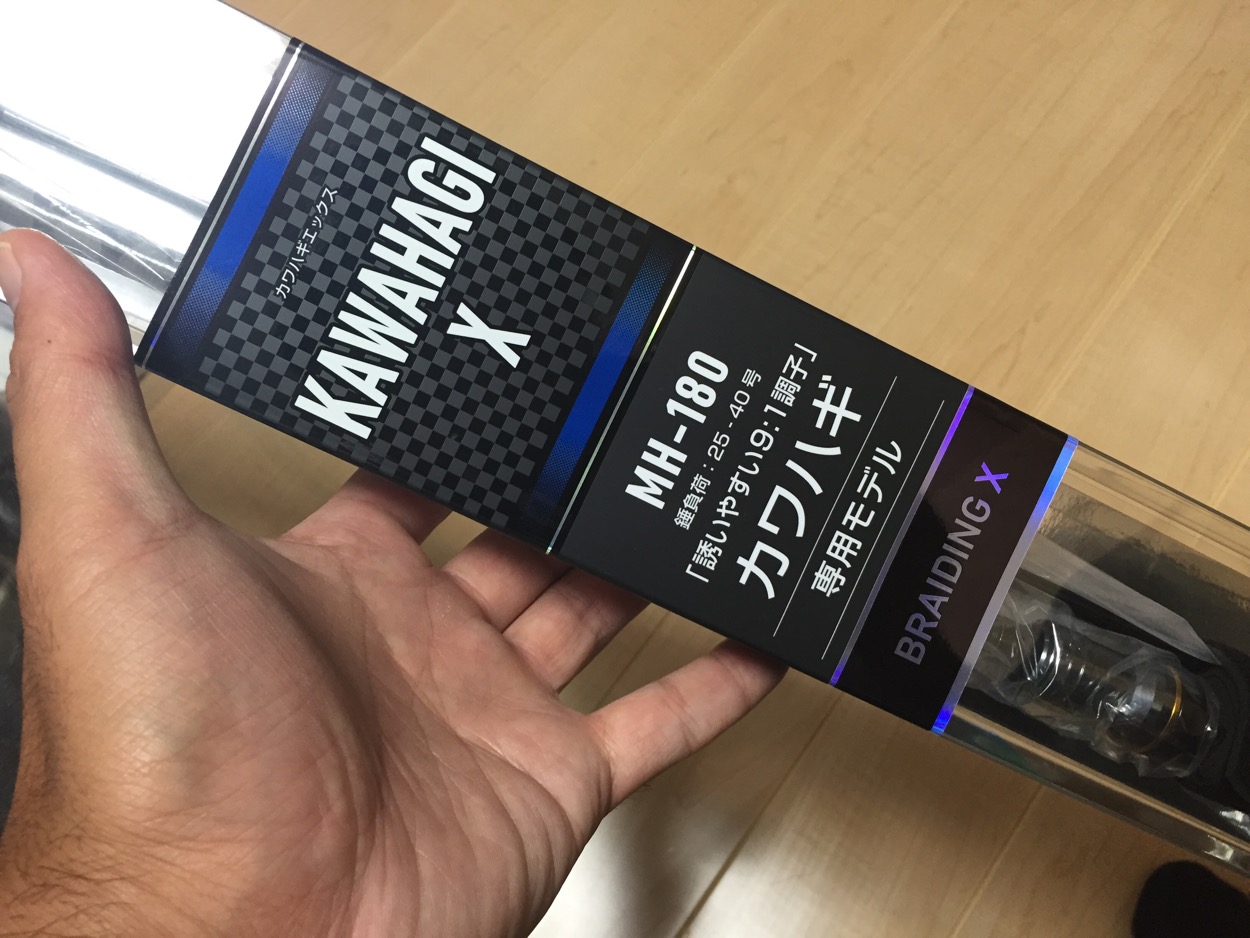 カワハギエックス
KAWAHAGI
X
MH-180
錘負荷：25-40号
「誘いやすい9：1調子」
カワハギ
専用モデル
BRAIDING X